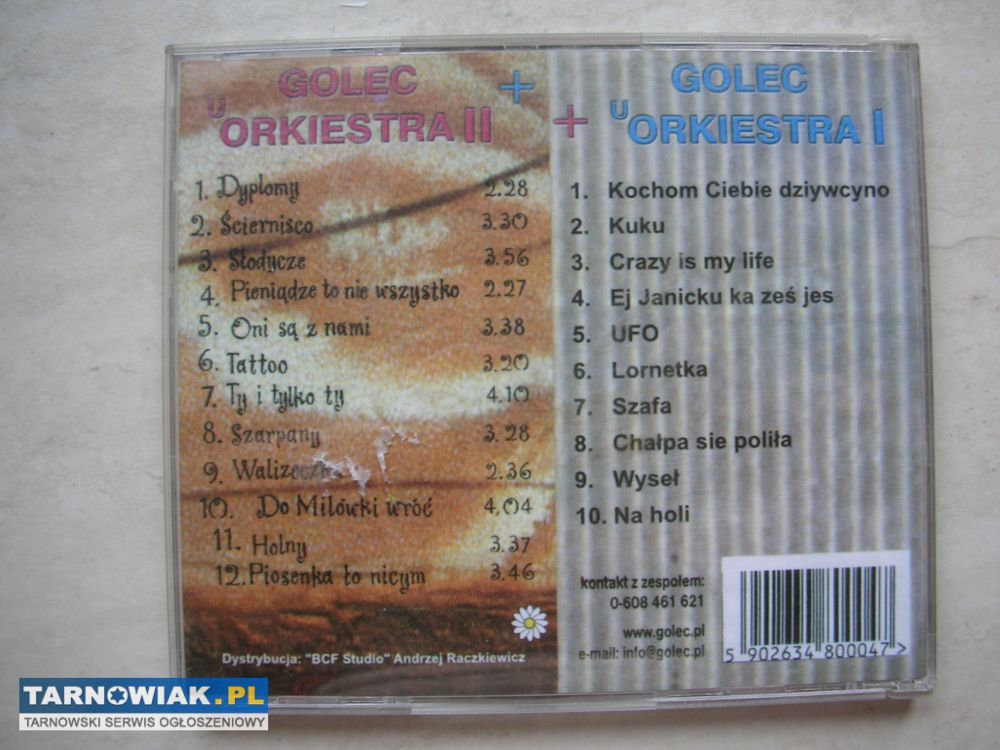 GOLEC +
uORKIESTRA II
1. Dyplomy 2.28
2. Ściernisco 3.30
3. Słodycze 3.56
4. Pieniądze to nie wszystko 2.27
5. Oni są z nami 3.38
6. Tattoo 3.20
7. Ty i tylko ty 4.10
8. Szarpany 3.28
9. 2.36
10. Do Milówki wróć 4.04
11. Holny 3.37
12. Piosenkało nicym 3.46
Dystrybucja: "BCF Studio" Andrzej Raczkiewicz
GOLEC
+ uORKIESTRA I
1. Kochom Ciebie dziywcyno
2. Kuku
3. Crazy is my life
4. Ej Janicku kaześ jes
5. UFO
6. Lornetka
7. Szafa
8. Chałpa sie poliła
9. Wyseł
10. Na holi
kontakt z zespołem:
0-608 461 621
www.golec.pl
e-mail: info@golec.pl
5 902634 800047 >
TARNOWIAK.PL
TARNOWSKI SERWIS OGŁOSZENIOWY